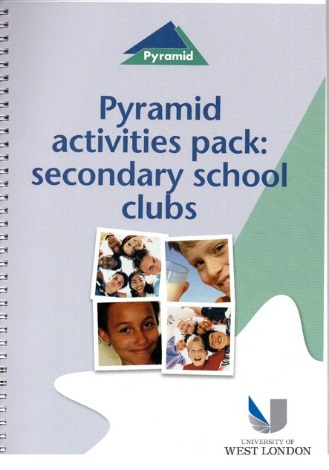 Pyramid
Pyramid
activities pack:
secondary school
clubs
UNIVERSITY OF
WEST LONDON